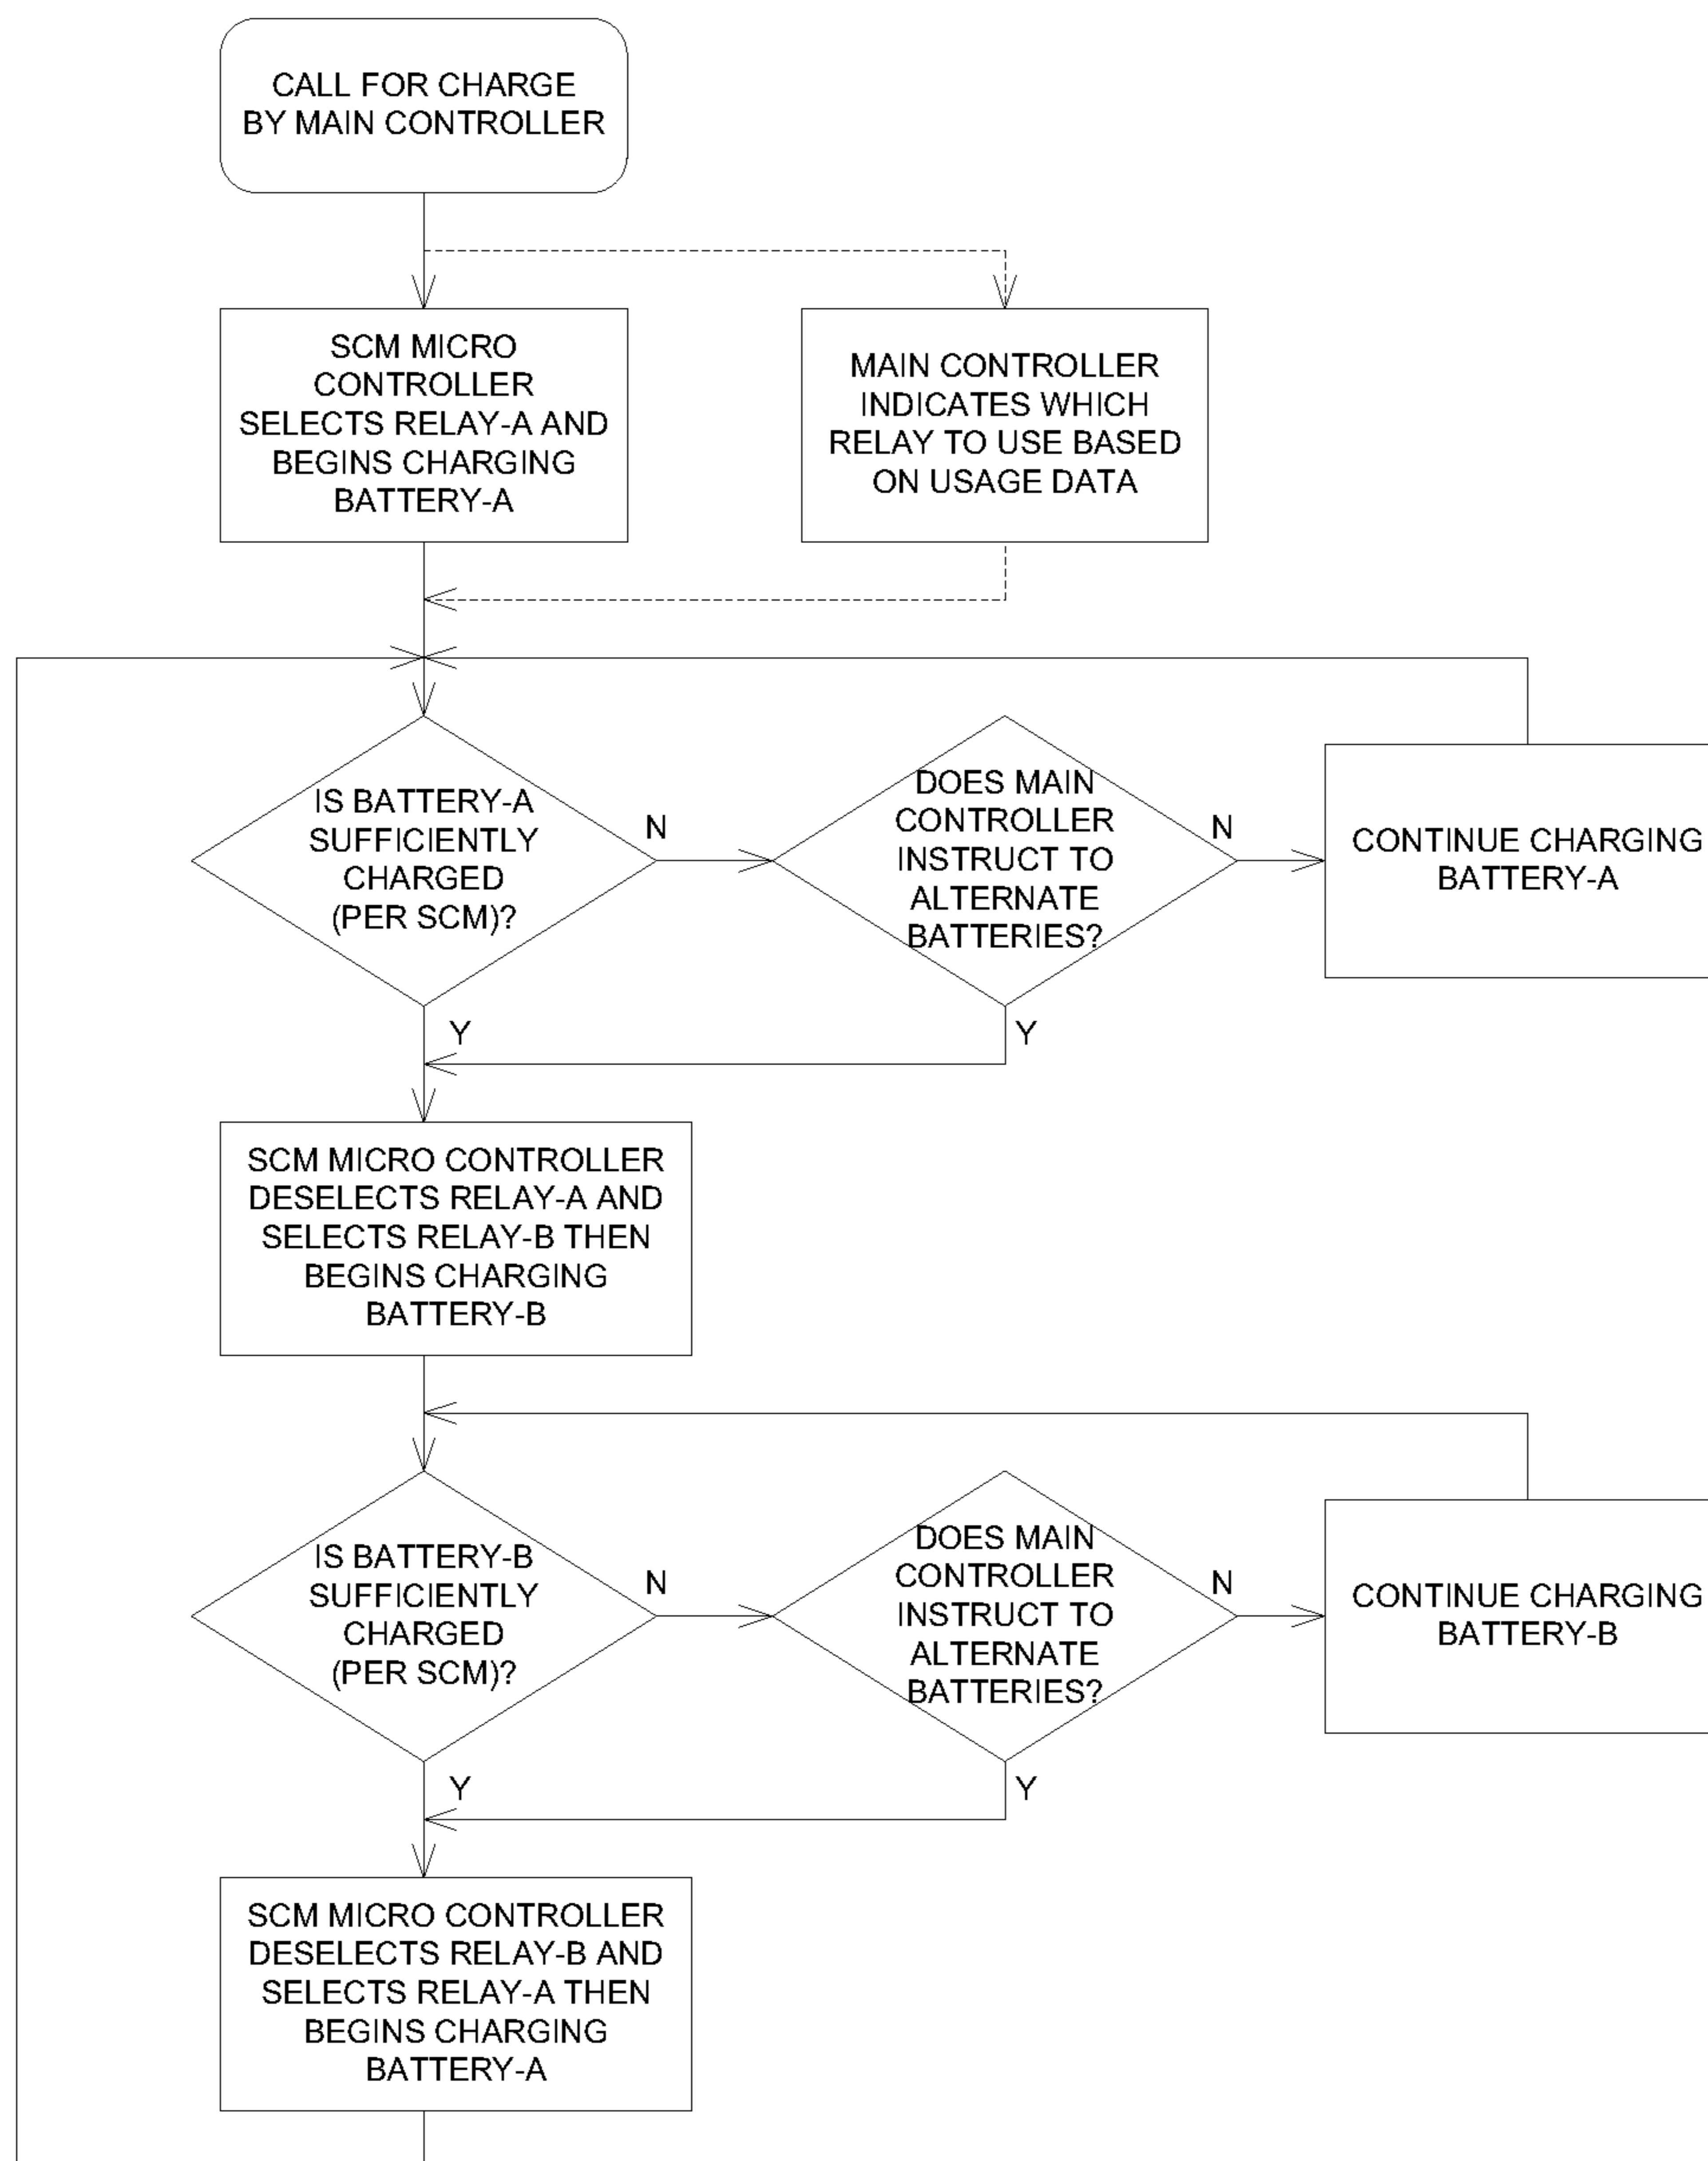 CALL FOR CHARGE
BY MAIN CONTROLLER
SCM MICRO
CONTROLLER
SELECTS RELAY-A AND
BEGINS CHARGING
BATTERY-A
MAIN CONTROLLER
INDICATES WHICH
RELAY TO USE BASED
ON USAGE DATA
IS BATTERY-A
SUFFICIENTLY
CHARGED
(PER SCM)?
N
DOES MAIN
CONTROLLER
INSTRUCT TO
ALTERNATE
BATTERIES?
N
CONTINUE CHARGING
BATTERY-A
Y
Y
SCM MICRO CONTROLLER
DESELECTS RELAY-A AND
SELECTS RELAY-B THEN
BEGINS CHARGING
BATTERY-B
IS BATTERY-B
SUFFICIENTLY
CHARGED
(PER SCM)?
N
DOES MAIN
CONTROLLER
INSTRUCT TO
ALTERNATE
BATTERIES?
N
CONTINUE CHARGING
BATTERY-B
Y
Y
SCM MICRO CONTROLLER
DESELECTS RELAY-B AND
SELECTS RELAY-A THEN
BEGINS CHARGING
BATTERY-A